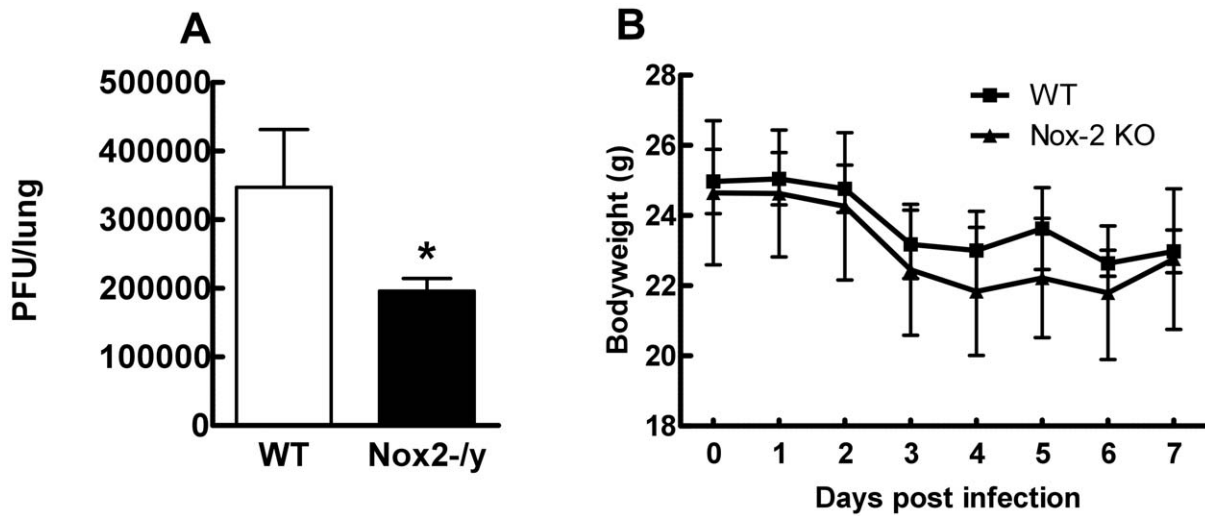 A
PFU/lung
500000
400000
300000
200000
100000
0
*
WT
Nox2-/y
B
Bodyweight (g)
28
26
24
22
20
18
WT
Nox-2 KO
0 1 2 3 4 5 6 7
Days post infection